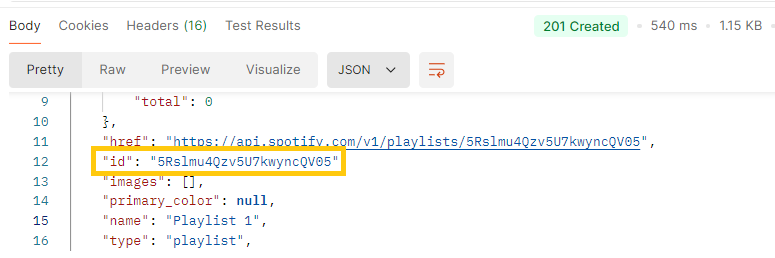 Body Cookies Headers (16) Test Results 201 Created 540 ms 1.15 KB
Pretty Raw Preview Visualize JSON
9 "total": 0
10 },
11 "href": "https://api.spotify.com/v1/playlists/5Rslmu4Qzv5U7kwyncQV05",
12 "id": "5Rslmu4Qzv5U7kwyncQV05"
13 "images": [],
14 "primary_color": null,
15 "name": "Playlist 1",
16 "type": "playlist",